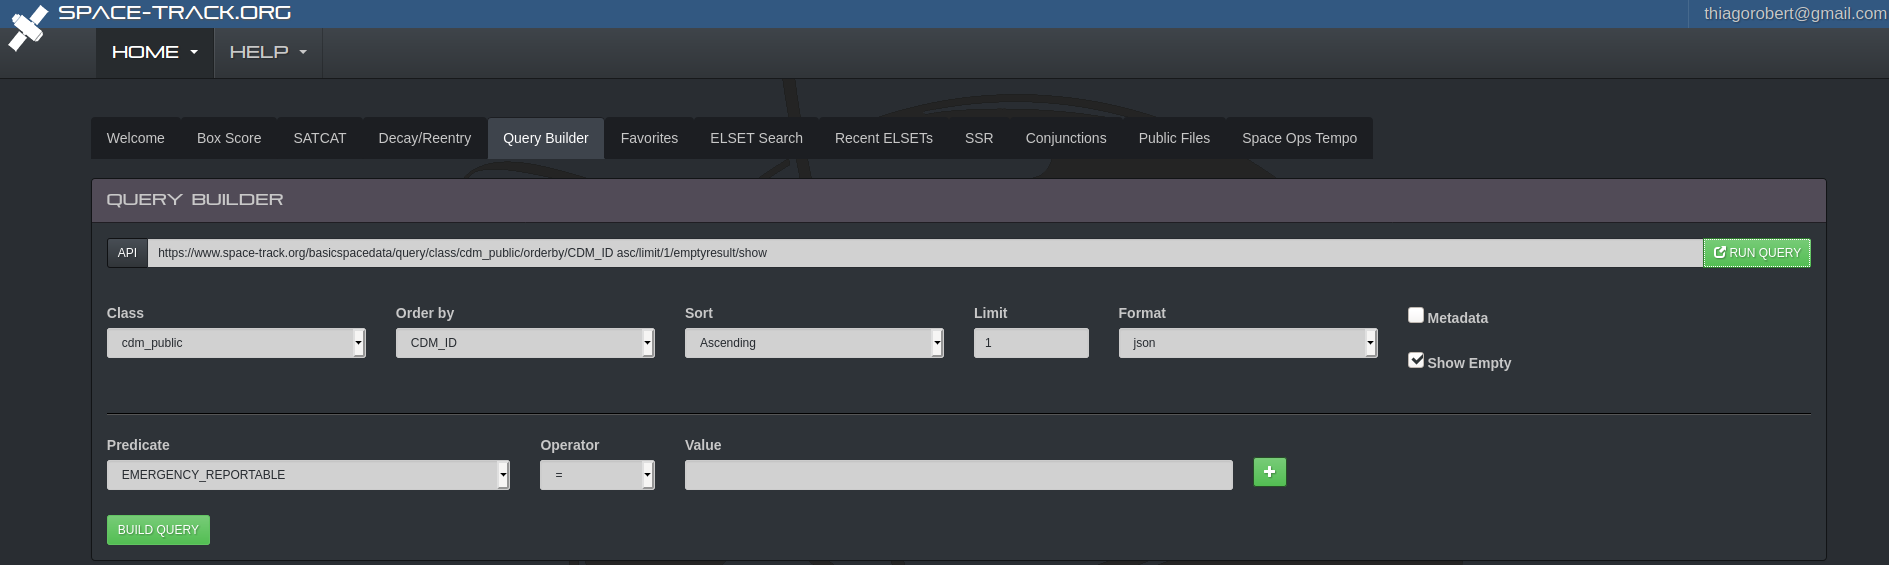 SPACE-TRACK.ORG thiagorobert@gmail.com
HOME HELP
Welcome Box Score SATCAT Decay/Reentry Query Builder Favorites ELSET Search Recent ELSETs SSR Conjunctions Public Files Space Ops Tempo
QUERY BUILDER
API https://www.space-track.org/basicspacedata/query/class/cdm_public/orderby/CDM_ID asc/limit/1/emptyresult/show RUN QUERY
Class Order by Sort Limit Format Metadata
cdm_public CDM_ID Ascending 1 json
Show Empty
Predicate Operator Value
EMERGENCY_REPORTABLE =
BUILD QUERY